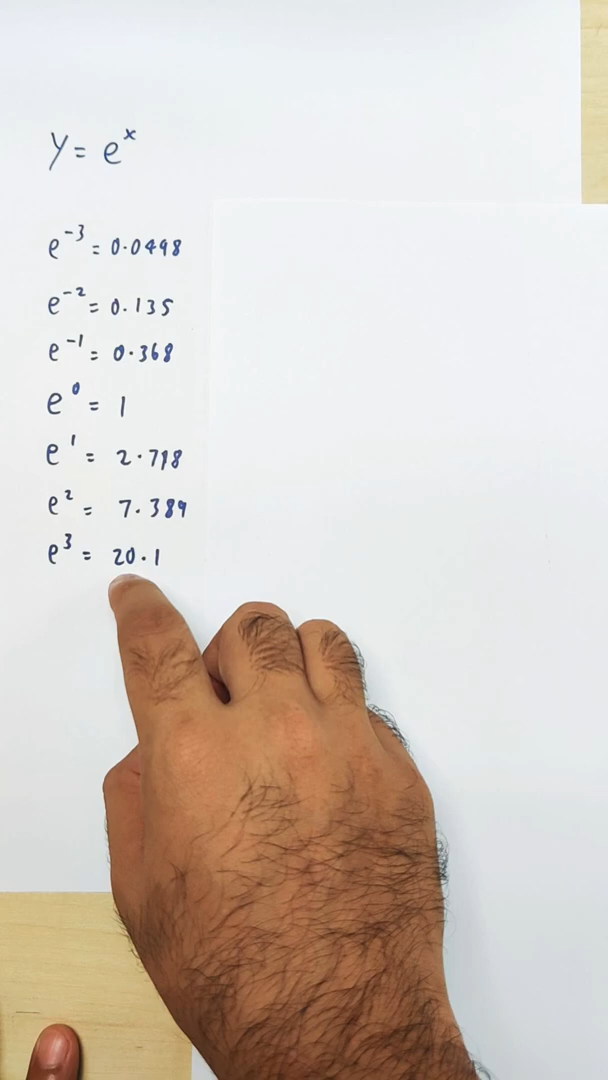 y = e^x
e^-3 = 0.0498
e^-2 = 0.135
e^-1 = 0.368
e^0 = 1
e^1 = 2.718
e^2 = 7.389
e^3 = 20.1